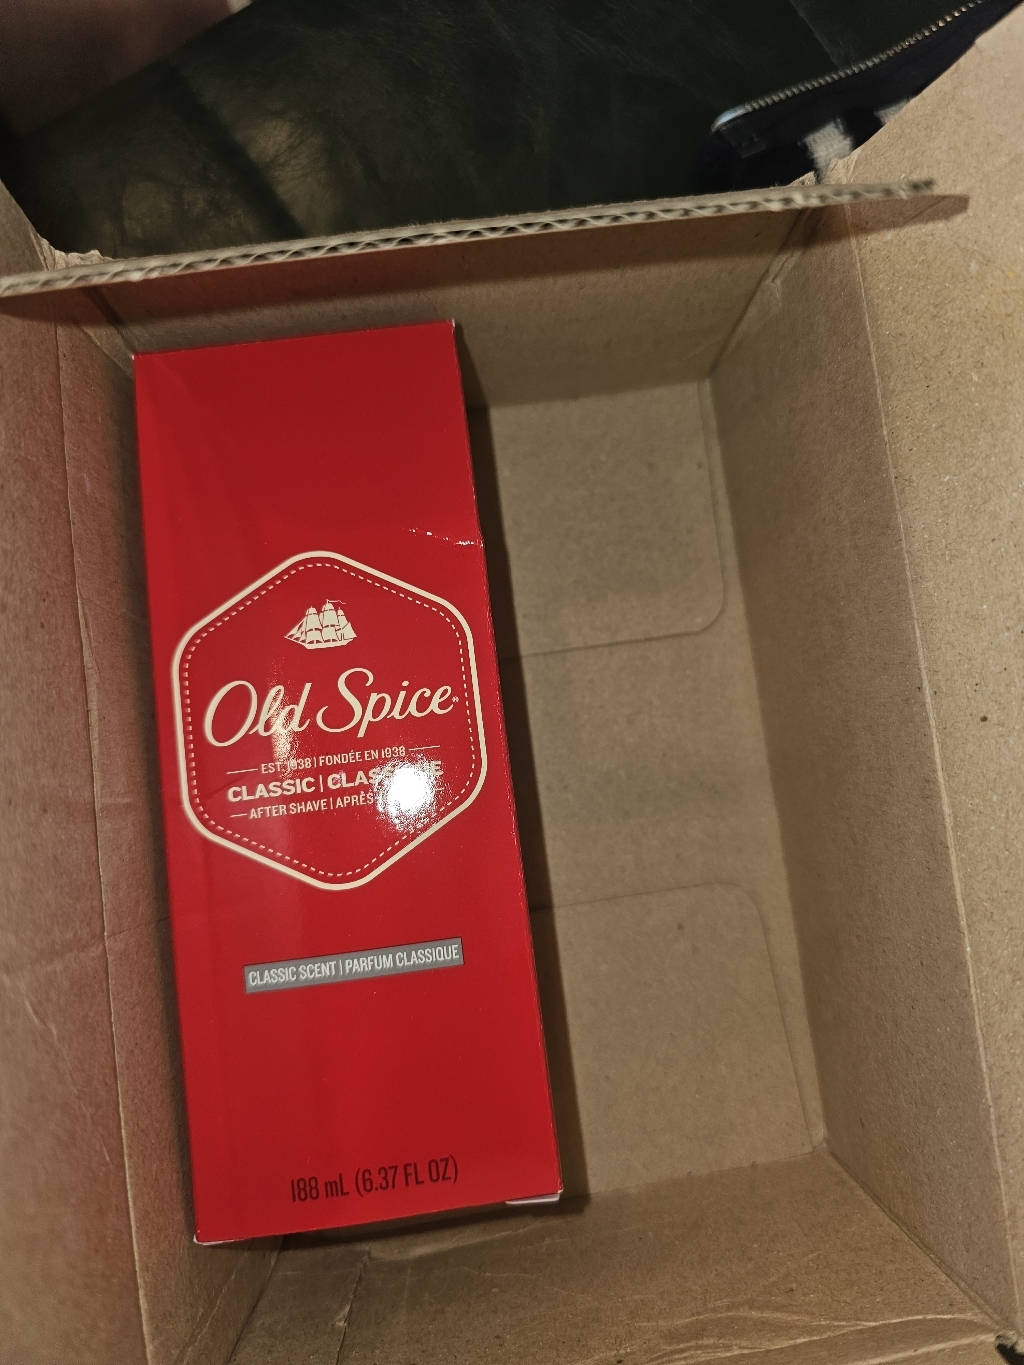 Old Spice
EST. 1938 | FONDÉE EN 1938
CLASSIC |
AFTER SHAVE | APRÈS
CLASSIC SCENT | PARFUM CLASSIQUE
188 mL (6.37 FL OZ)